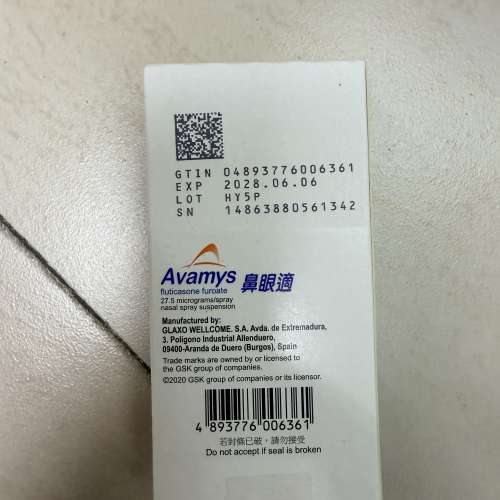 GTIN 04893776006361
EXP 2028.06.06
LOT HY5P
SN 14863880561342
Avamys 鼻眼適
fluticasone furoate
27.5 micrograms/spray
nasal spray suspension
Manufactured by:
GLAXO WELLCOME. S.A. Avda. de Extremadura,
3. Poligono Industrial Allenduero,
09400-Aranda de Duero (Burgos), Spain
Trade marks are owned by or licensed to
the GSK group of companies.
©2020 GSK group of companies or its licensor.
4 893776 006361
若封條已破，請勿接受
Do not accept if seal is broken